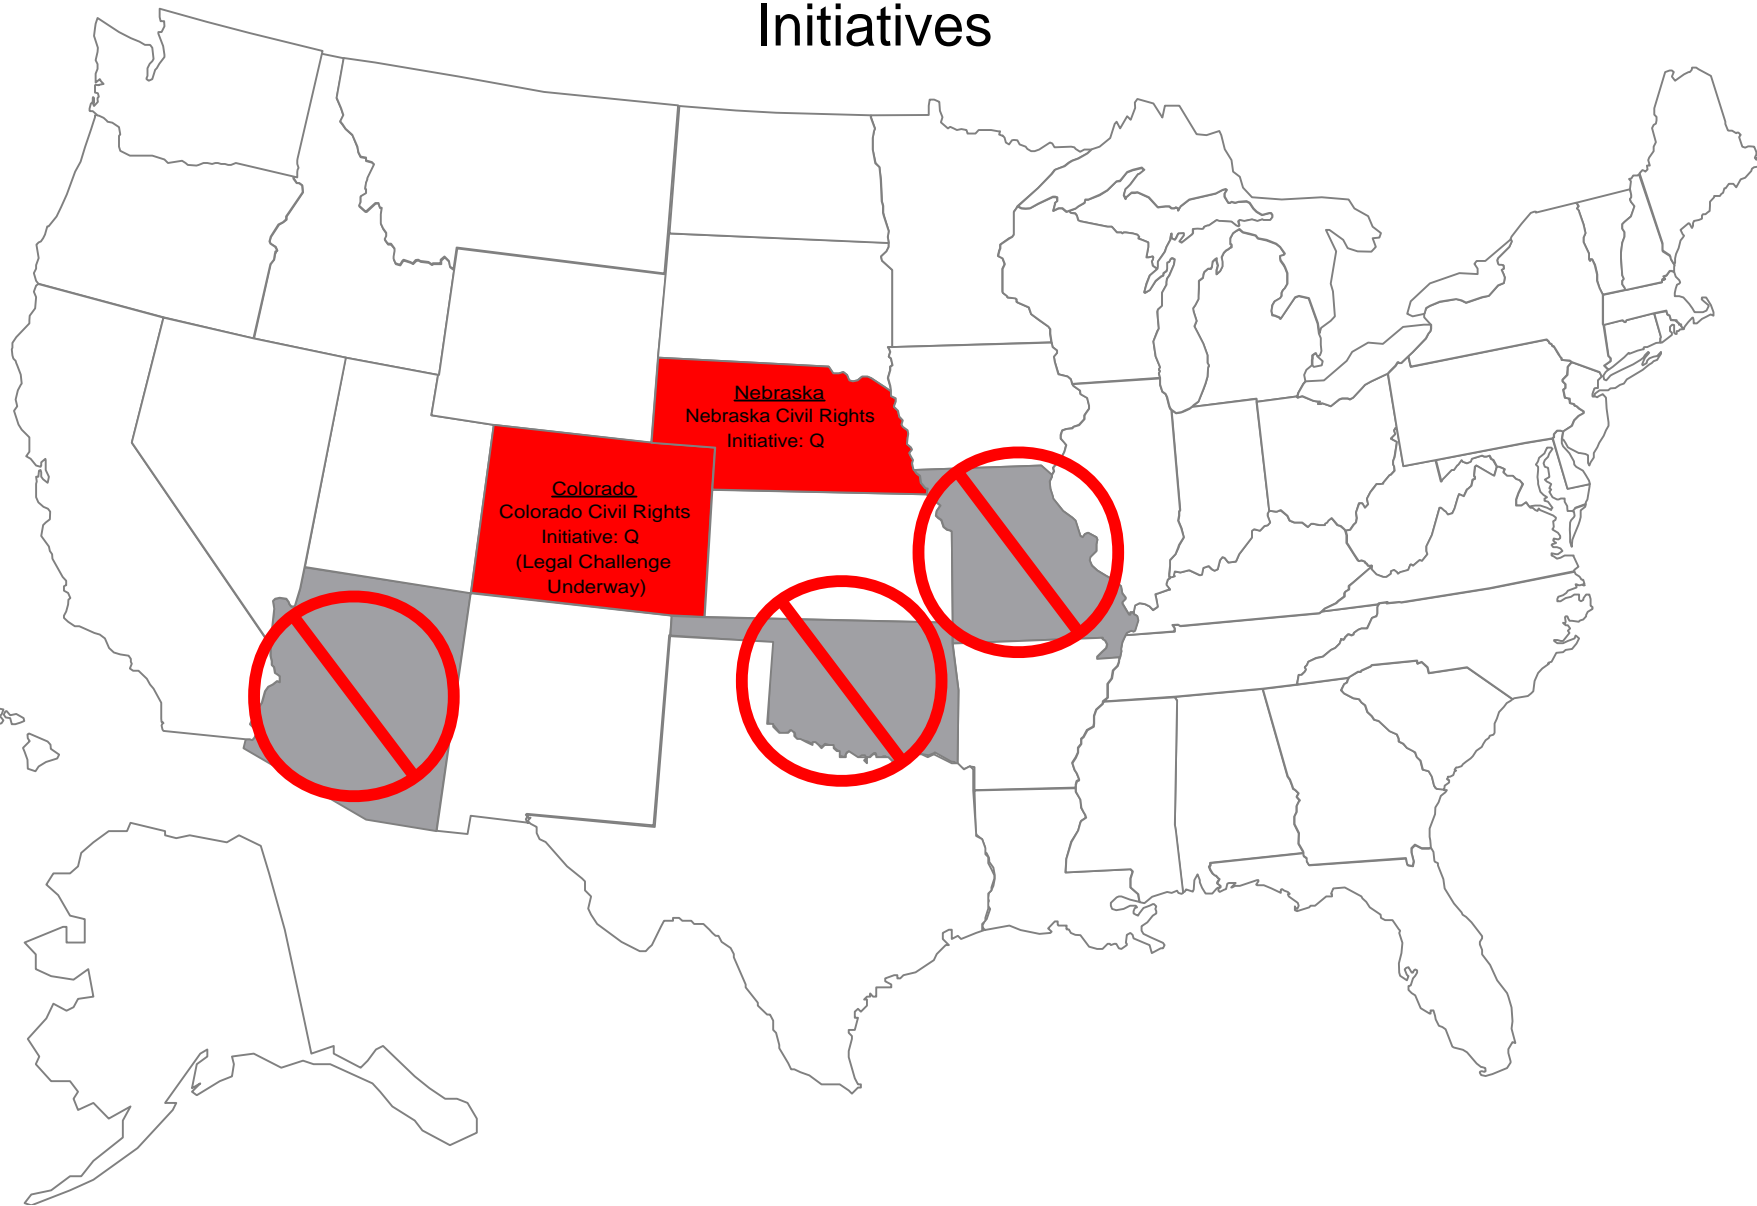 Initiatives
Nebraska
Nebraska Civil Rights
Initiative: Q
Colorado
Colorado Civil Rights
Initiative: Q
(Legal Challenge
Underway)